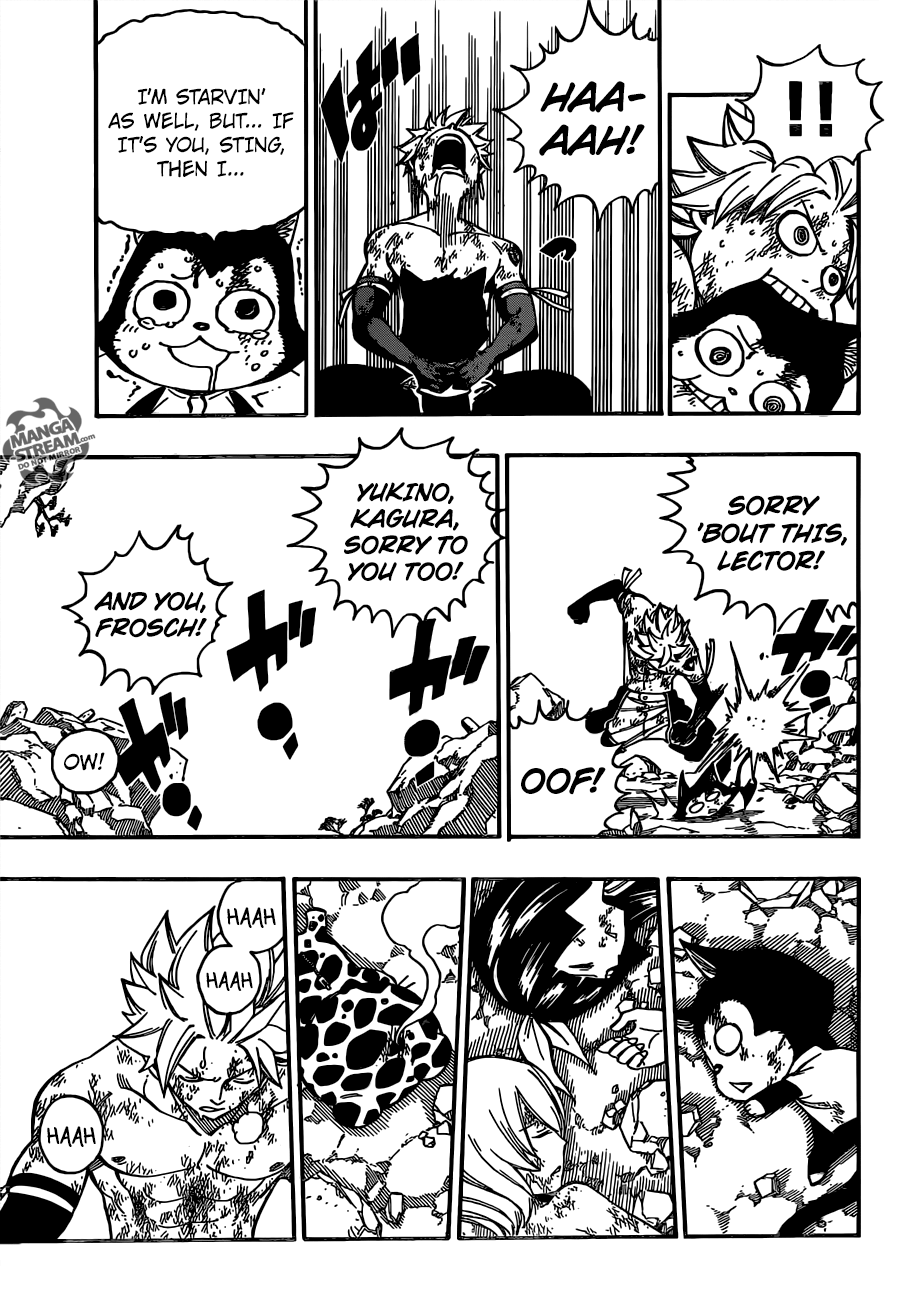 !!
HAA-
AAH!
ば
っ
I'M STARVIN'
AS WELL, BUT... IF
IT'S YOU, STING,
THEN I...
MANGA
STREAM.com
DO NOT MIRROR
SORRY
'BOUT THIS,
LECTOR!
ガッ
OOF!
YUKINO,
KAGURA,
SORRY TO
YOU TOO!
ガッ
ガッ
AND YOU,
FROSCH!
ガッ
OW!
HAAH
HAAH
HAAH